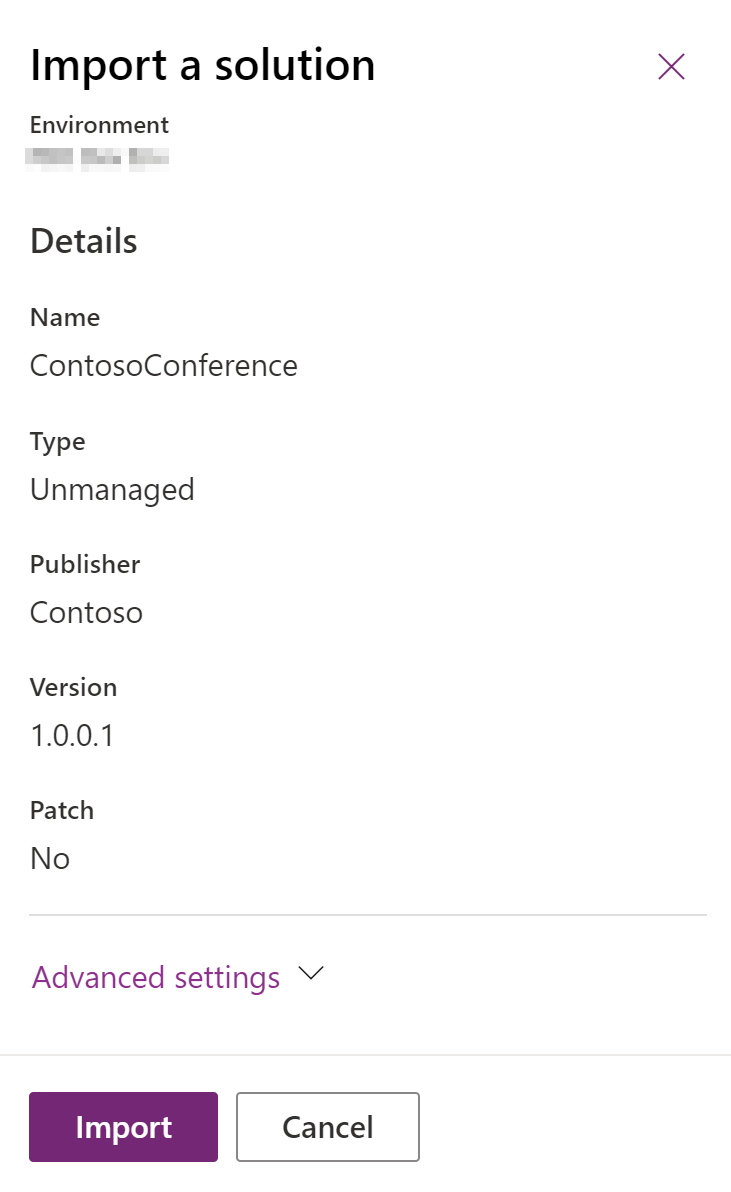 Import a solution
Environment
Details
Name
ContosoConference
Type
Unmanaged
Publisher
Contoso
Version
1.0.0.1
Patch
No
Advanced settings
Import
Cancel